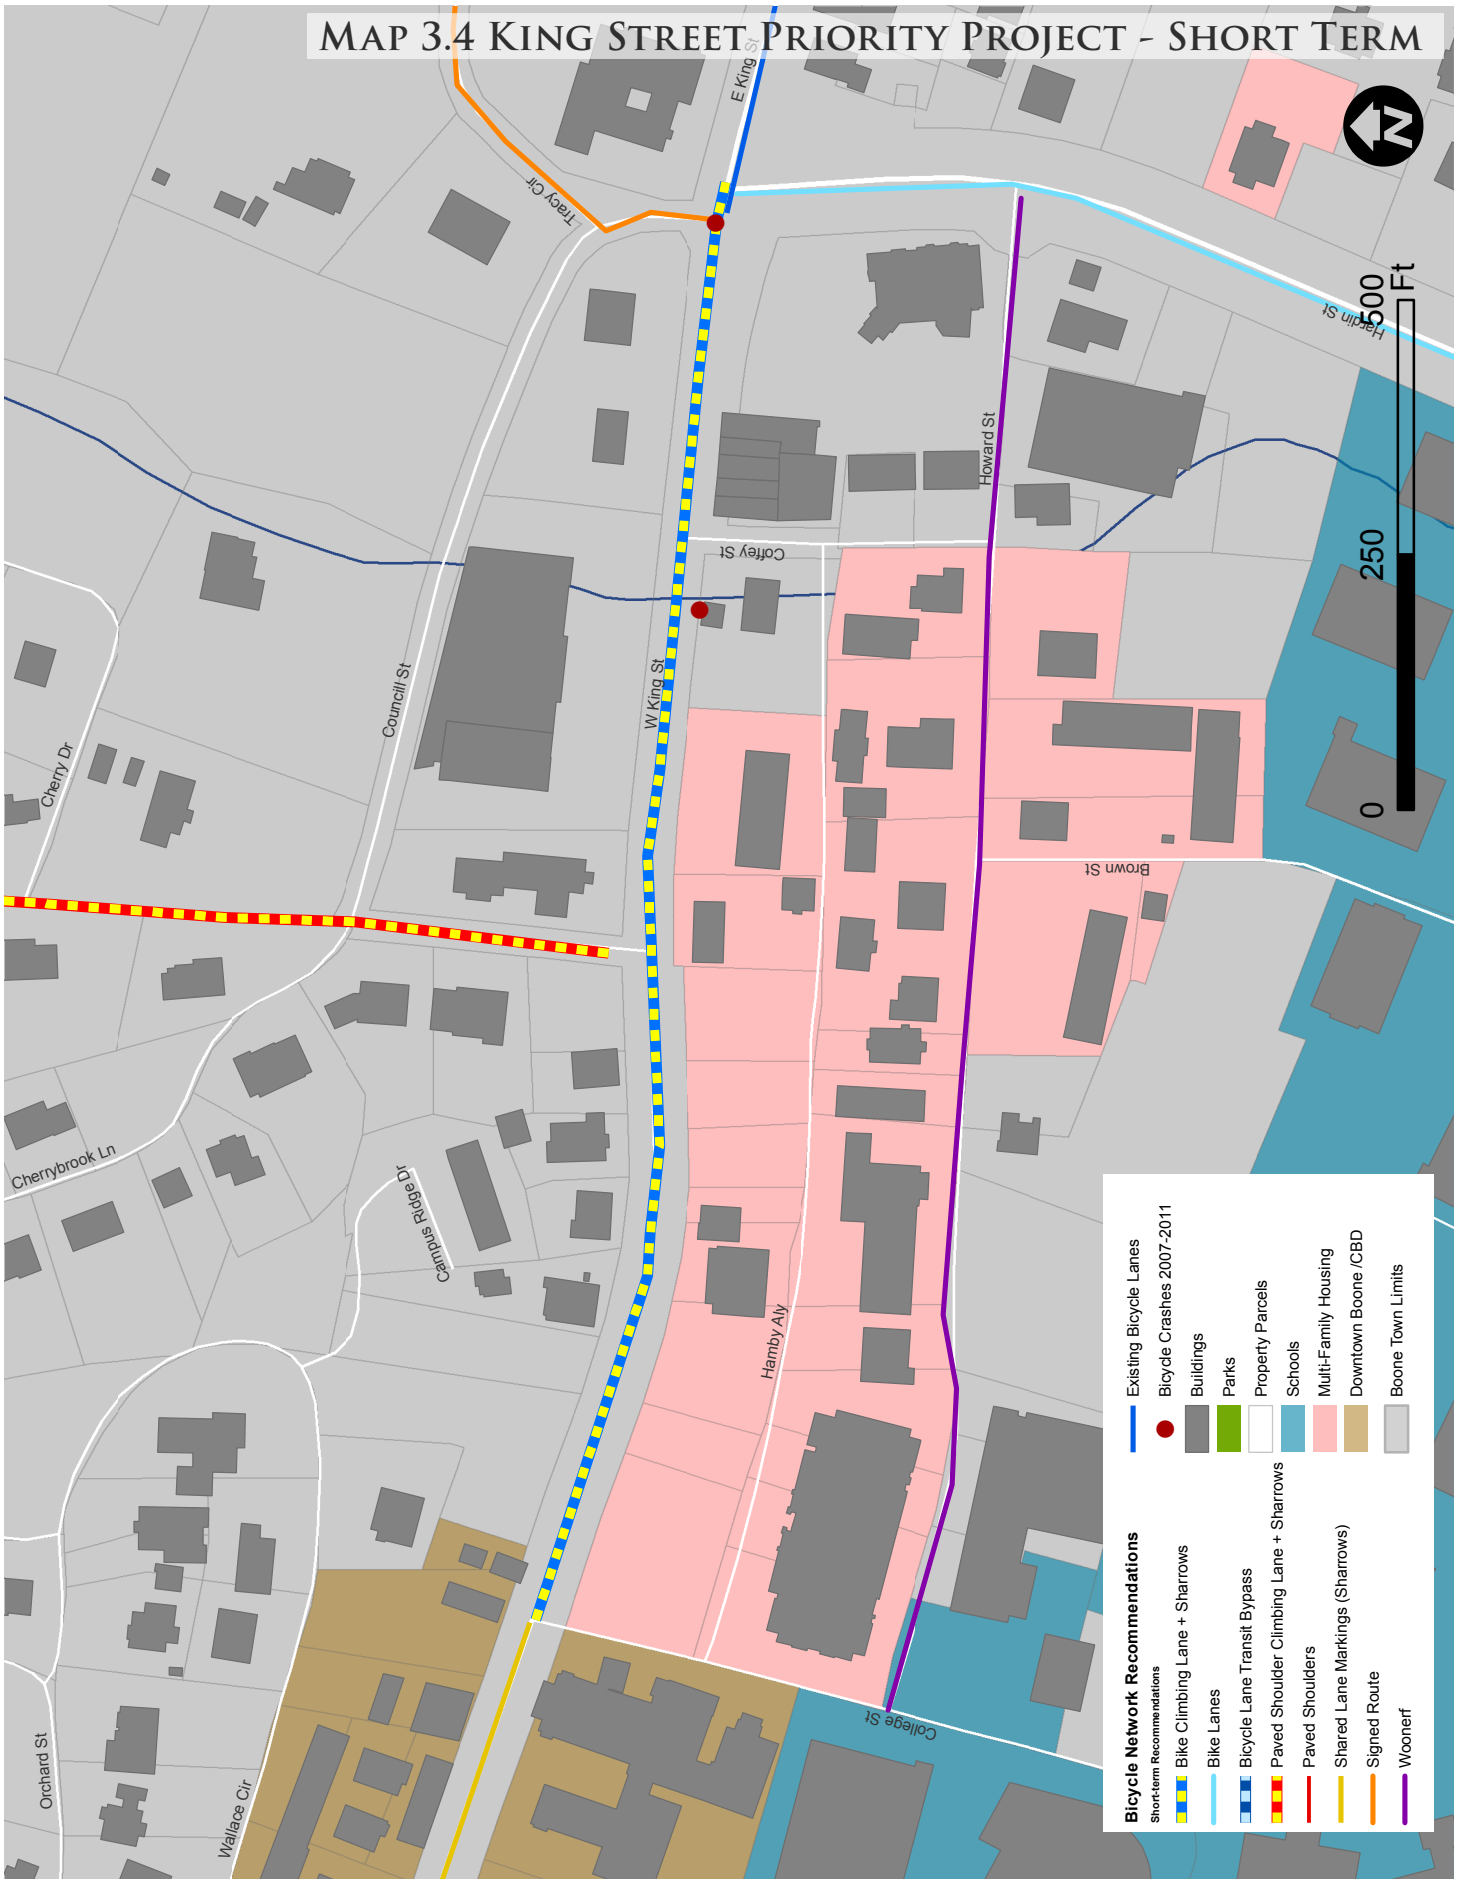 Map 3.4 King Street Priority Project - Short Term
E King St
Tracy Cir
N
Hardin St
500
Ft
250
0
Howard St
Coffey St
W King St
Councill St
Cherry Dr
Brown St
Cherrybrook Ln
Campus Ridge Dr
Hamby Aly
College St
Orchard St
Wallace Cir
Bicycle Network Recommendations
Short-term Recommendations
Bike Climbing Lane + Sharrows
Bike Lanes
Bicycle Lane Transit Bypass
Paved Shoulder Climbing Lane + Sharrows
Paved Shoulders
Shared Lane Markings (Sharrows)
Signed Route
Woonerf
Existing Bicycle Lanes
Bicycle Crashes 2007-2011
Buildings
Parks
Property Parcels
Schools
Multi-Family Housing
Downtown Boone /CBD
Boone Town Limits